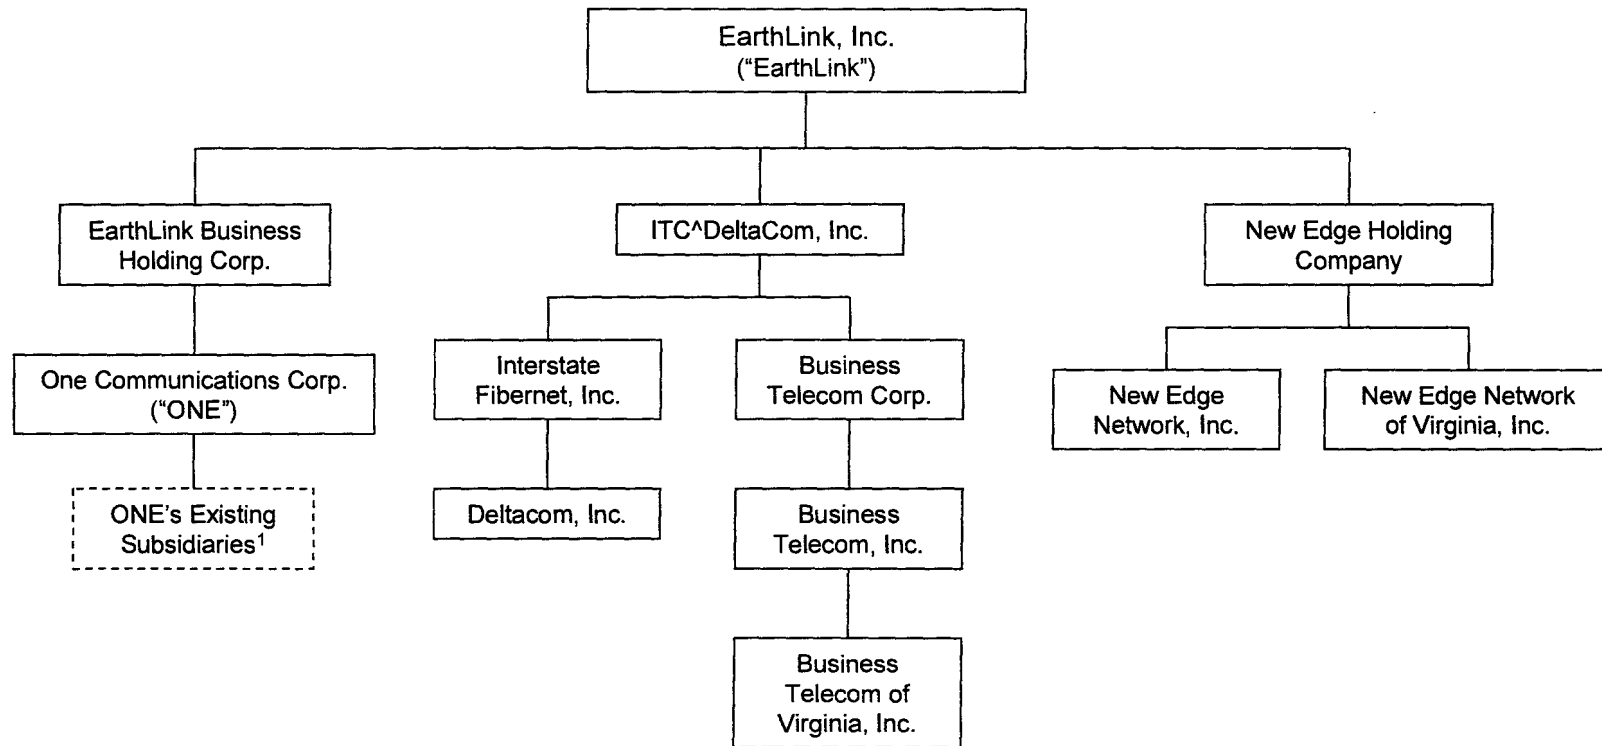 EarthLink, Inc.
(“EarthLink”)
EarthLink Business
Holding Corp.
ITC^DeltaCom, Inc.
New Edge Holding
Company
One Communications Corp.
(“ONE”)
Interstate
Fibernet, Inc.
Business
Telecom Corp.
New Edge
Network, Inc.
New Edge Network
of Virginia, Inc.
ONE’s Existing
Subsidiaries¹
Deltacom, Inc.
Business
Telecom, Inc.
Business
Telecom of
Virginia, Inc.